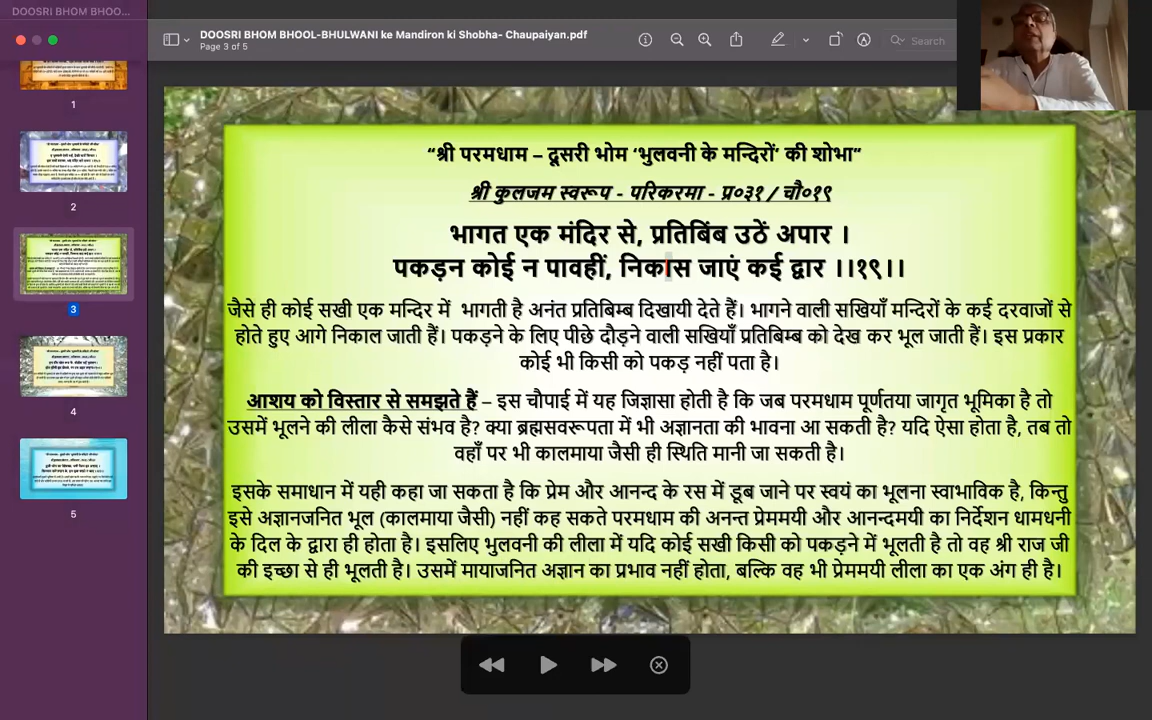 DOOSRI BHOM BHOO...
DOOSRI BHOM BHOOL-BHULWANI ke Mandiron ki Shobha- Chaupaiyan.pdf
Page 3 of 5
Search
1
2
3
4
5
“श्री परमधाम – दूसरी भोम ‘भुलवनी के मन्दिरों’ की शोभा”
श्री कुलजम स्वरूप - परिकरमा - प्र०३१ / चौ०१९
भागत एक मंदिर से, प्रतिबिंब उठें अपार ।
पकड़न कोई न पावहीं, निकास जाएं कई द्वार ।।१९।।
जैसे ही कोई सखी एक मन्दिर में भागती है अनंत प्रतिबिम्ब दिखायी देते हैं। भागने वाली सखियाँ मन्दिरों के कई दरवाजों से
होते हुए आगे निकाल जाती हैं। पकड़ने के लिए पीछे दौड़ने वाली सखियाँ प्रतिबिम्ब को देख कर भूल जाती हैं। इस प्रकार
कोई भी किसी को पकड़ नहीं पता है।
आशय को विस्तार से समझते हैं – इस चौपाई में यह जिज्ञासा होती है कि जब परमधाम पूर्णतया जागृत भूमिका है तो
उसमें भूलने की लीला कैसे संभव है? क्या ब्रह्मसवरूपता में भी अज्ञानता की भावना आ सकती है? यदि ऐसा होता है, तब तो
वहाँ पर भी कालमाया जैसी ही स्थिति मानी जा सकती है।
इसके समाधान में यही कहा जा सकता है कि प्रेम और आनन्द के रस में डूब जाने पर स्वयं का भूलना स्वाभाविक है, किन्तु
इसे अज्ञानजनित भूल (कालमाया जैसी) नहीं कह सकते परमधाम की अनन्त प्रेममयी और आनन्दमयी का निर्देशन धामधनी
के दिल के द्वारा ही होता है। इसलिए भुलवनी की लीला में यदि कोई सखी किसी को पकड़ने में भूलती है तो वह श्री राज जी
की इच्छा से ही भूलती है। उसमें मायाजनित अज्ञान का प्रभाव नहीं होता, बल्कि वह भी प्रेममयी लीला का एक अंग ही है।